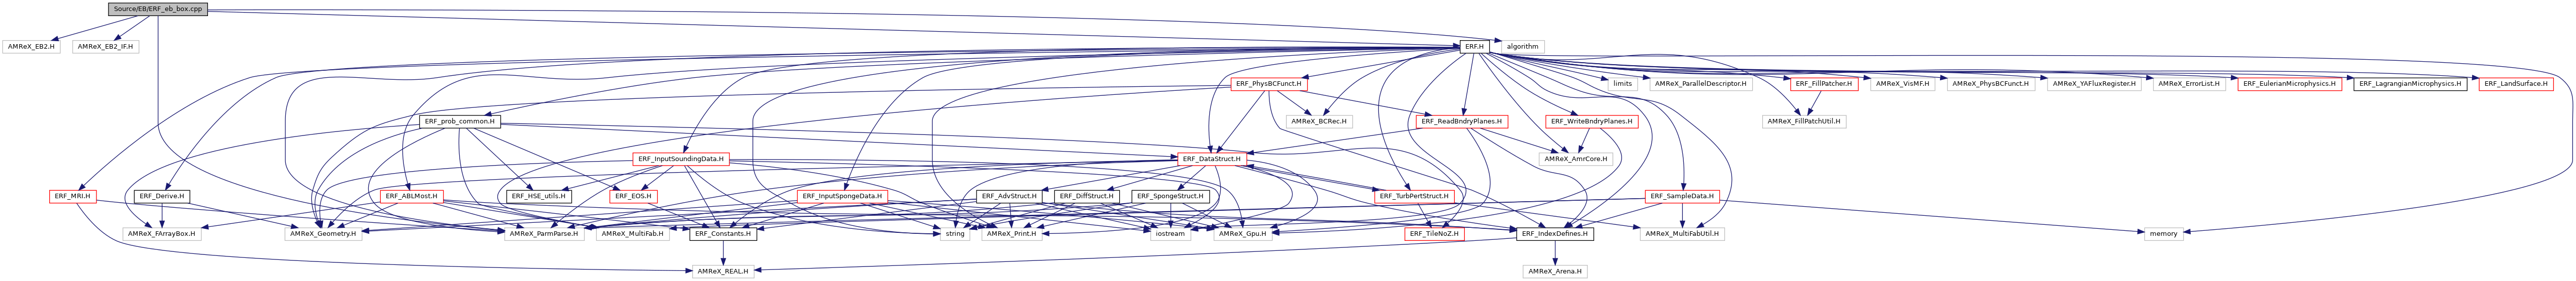 Source/EB/ERF_eb_box.cpp
AMReX_EB2.H
AMReX_EB2_IF.H
ERF.H
algorithm
ERF_PhysBCFunct.H
limits
AMReX_ParallelDescriptor.H
ERF_FillPatcher.H
AMReX_VisMF.H
AMReX_PhysBCFunct.H
AMReX_YAFluxRegister.H
AMReX_ErrorList.H
ERF_EulerianMicrophysics.H
ERF_LagrangianMicrophysics.H
ERF_LandSurface.H
ERF_prob_common.H
AMReX_BCRec.H
ERF_ReadBndryPlanes.H
ERF_WriteBndryPlanes.H
AMReX_FillPatchUtil.H
ERF_InputSoundingData.H
ERF_DataStruct.H
AMReX_AmrCore.H
ERF_MRI.H
ERF_Derive.H
ERF_ABLMost.H
ERF_HSE_utils.H
ERF_EOS.H
ERF_InputSpongeData.H
ERF_AdvStruct.H
ERF_DiffStruct.H
ERF_SpongeStruct.H
ERF_TurbPertStruct.H
ERF_SampleData.H
AMReX_FArrayBox.H
AMReX_Geometry.H
AMReX_ParmParse.H
AMReX_MultiFab.H
ERF_Constants.H
string
AMReX_Print.H
iostream
AMReX_Gpu.H
ERF_TileNoZ.H
ERF_IndexDefines.H
AMReX_MultiFabUtil.H
memory
AMReX_REAL.H
AMReX_Arena.H